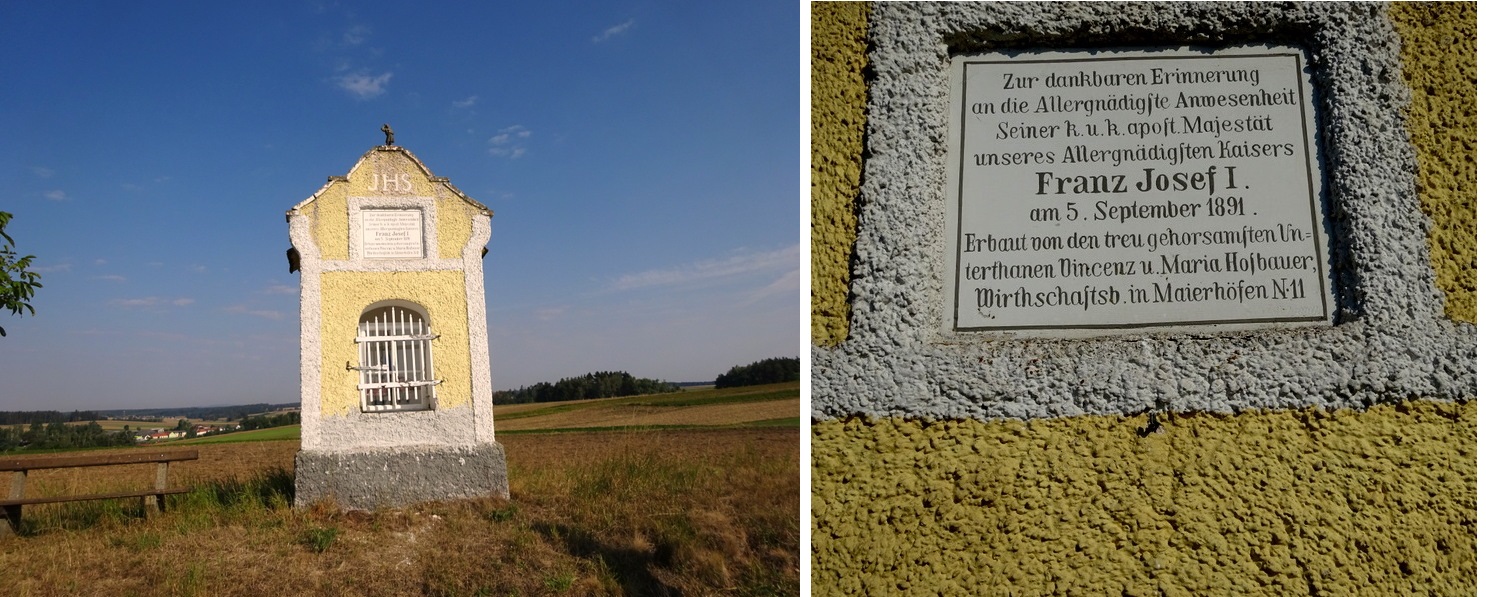 JHS
Zur dankbaren Erinnerung
an die Allergnädigſte Anwesenheit
Seiner k. u. k. apoſt. Majestät
unseres Allergnädigſten Kaisers
Franz Josef I.
am 5. September 1891.
Erbaut von den treu gehorsamſten Un=
terthanen Vincenz u. Maria Hofbauer,
Wirthschaftsb. in Maierhöfen N·11